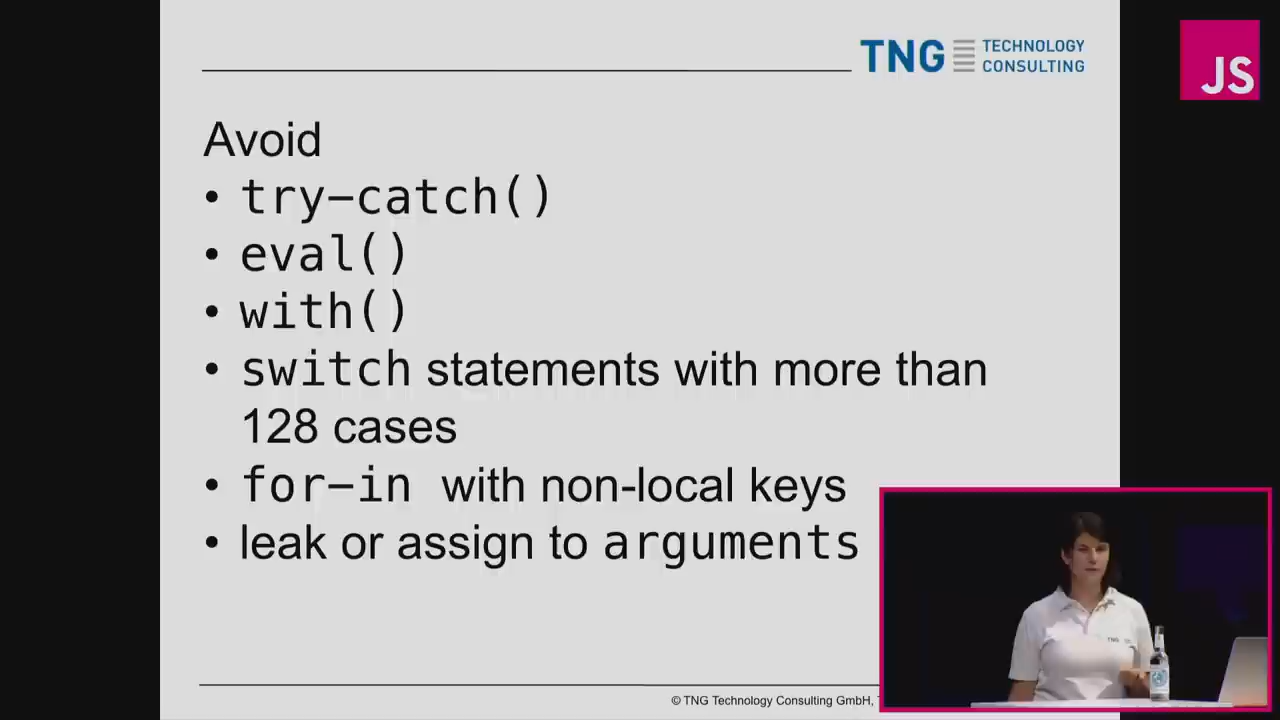 TNG TECHNOLOGY
CONSULTING
JS
Avoid
• try-catch()
• eval()
• with()
• switch statements with more than
128 cases
• for-in with non-local keys
• leak or assign to arguments
© TNG Technology Consulting GmbH,
TNG